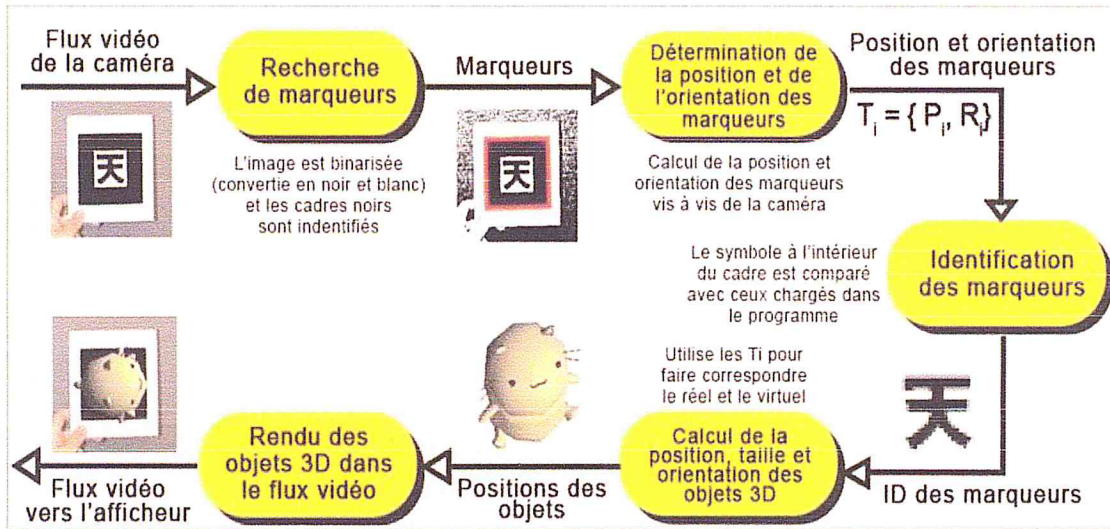 Flux vidéo
de la caméra
Recherche
de marqueurs
L'image est binarisée
(convertie en noir et blanc)
et les cadres noirs
sont indentifiés
Marqueurs
天
天
Détermination de
la position et de
l'orientation des
marqueurs
Calcul de la position et
orientation des marqueurs
vis à vis de la caméra
Position et orientation
des marqueurs
Ti = { Pi, Ri}
Identification
des marqueurs
Le symbole à l'intérieur
du cadre est comparé
avec ceux chargés dans
le programme
天
ID des marqueurs
Utilise les Ti pour
faire correspondre
le réel et le virtuel
Calcul de la
position, taille et
orientation des
objets 3D
Positions des
objets
Rendu des
objets 3D dans
le flux vidéo
Flux vidéo
vers l'afficheur